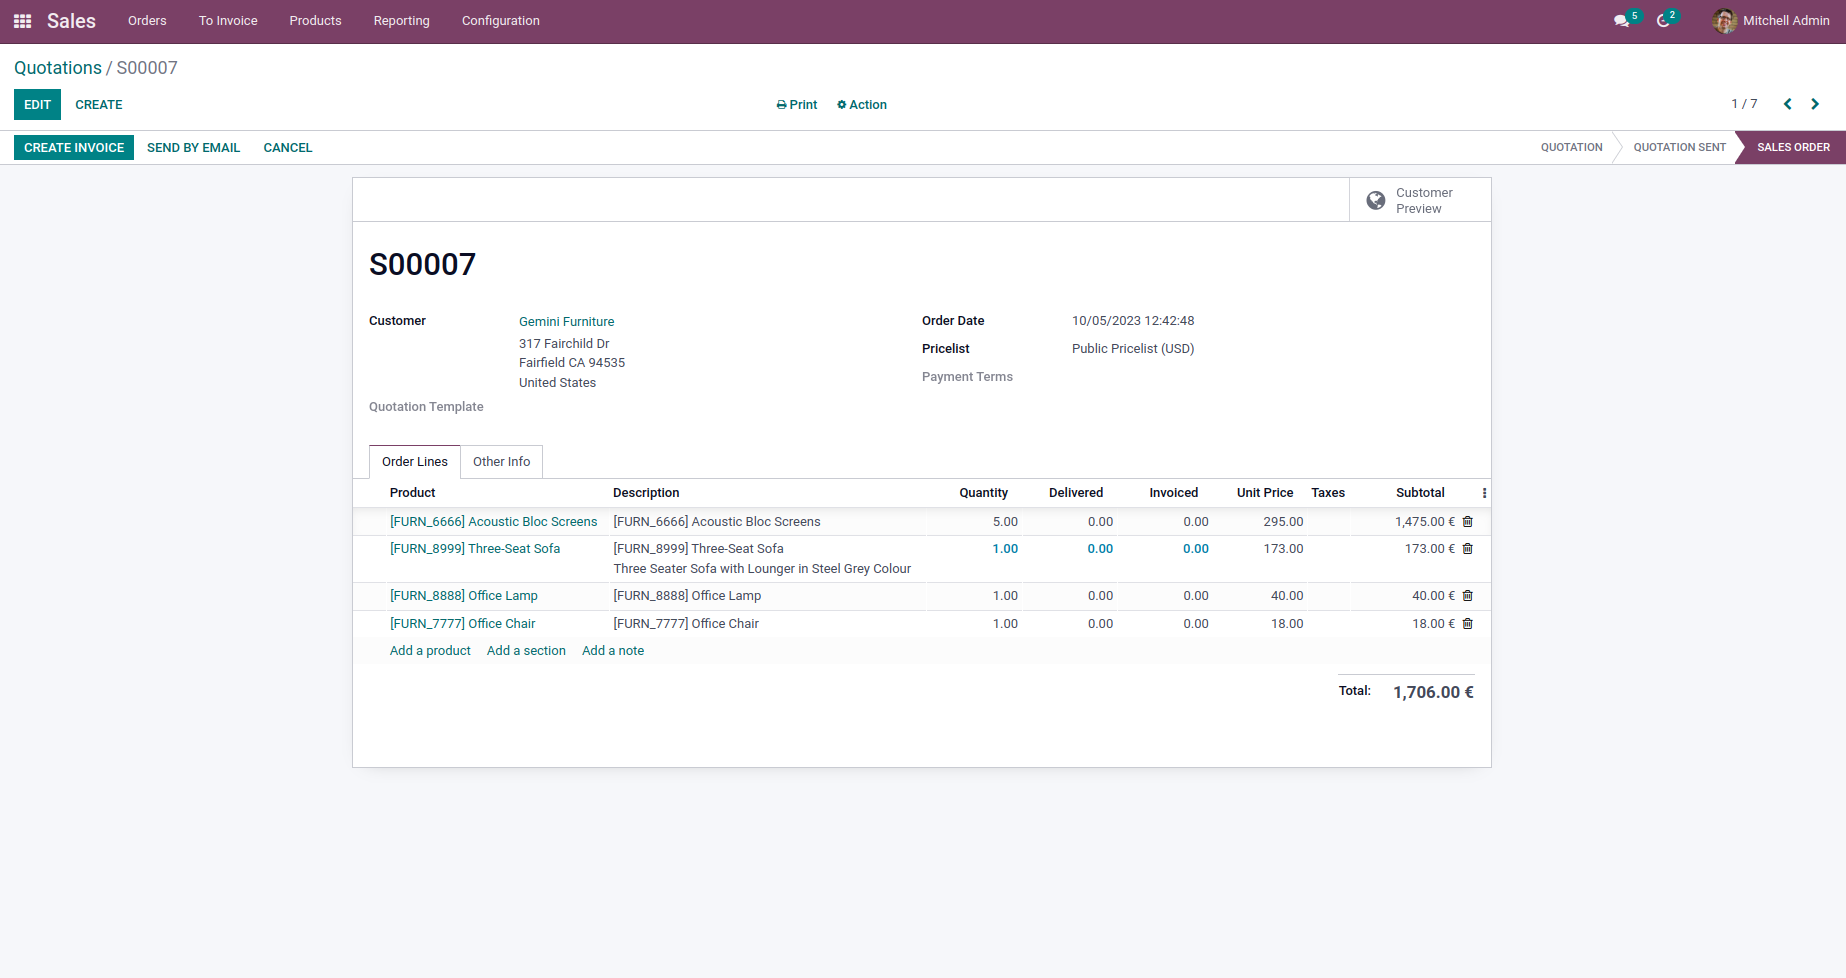 Sales Orders To Invoice Products Reporting Configuration 5 2 Mitchell Admin
Quotations / S00007
EDIT CREATE Print Action 1 / 7
CREATE INVOICE SEND BY EMAIL CANCEL QUOTATION QUOTATION SENT SALES ORDER
Customer
Preview
S00007
Customer Gemini Furniture Order Date 10/05/2023 12:42:48
317 Fairchild Dr Pricelist Public Pricelist (USD)
Fairfield CA 94535 Payment Terms
United States
Quotation Template
Order Lines Other Info
Product Description Quantity Delivered Invoiced Unit Price Taxes Subtotal
[FURN_6666] Acoustic Bloc Screens [FURN_6666] Acoustic Bloc Screens 5.00 0.00 0.00 295.00 1,475.00 €
[FURN_8999] Three-Seat Sofa [FURN_8999] Three-Seat Sofa 1.00 0.00 0.00 173.00 173.00 €
Three Seater Sofa with Lounger in Steel Grey Colour
[FURN_8888] Office Lamp [FURN_8888] Office Lamp 1.00 0.00 0.00 40.00 40.00 €
[FURN_7777] Office Chair [FURN_7777] Office Chair 1.00 0.00 0.00 18.00 18.00 €
Add a product Add a section Add a note
Total: 1,706.00 €